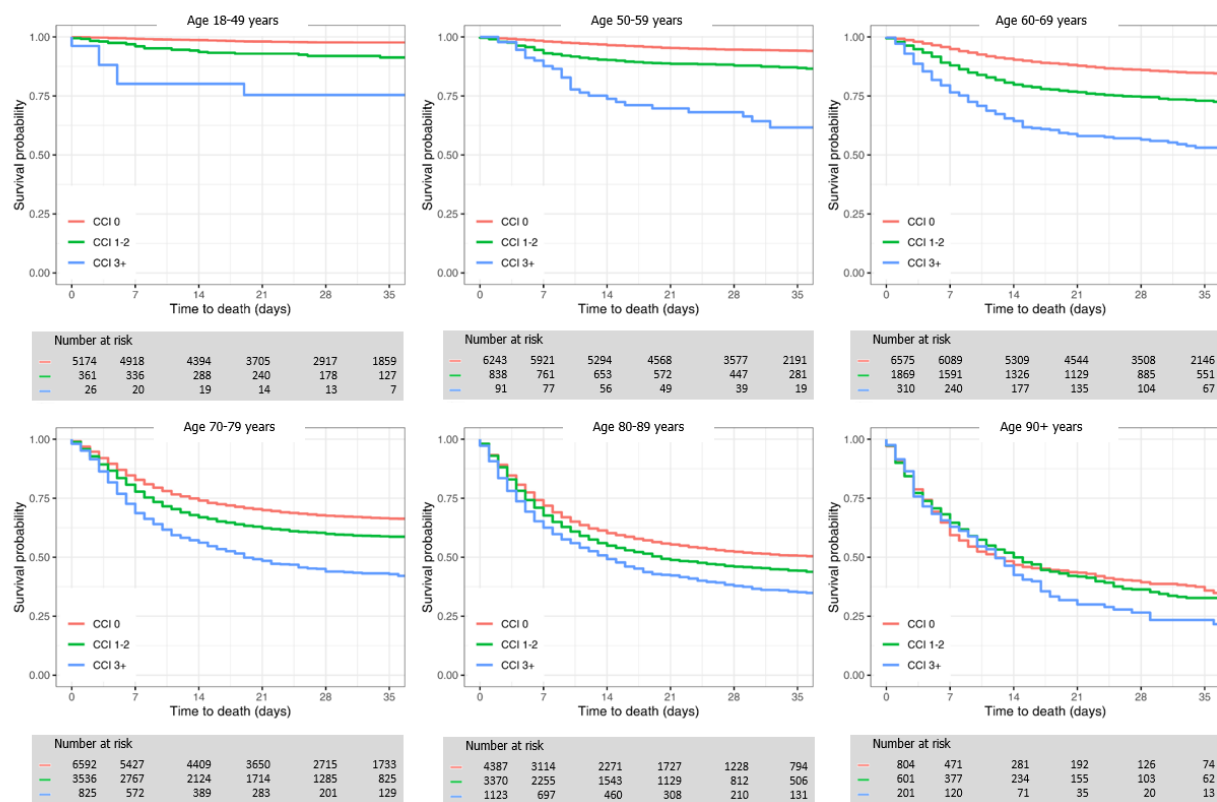 Age 18-49 years
Survival probability
1.00
0.75
0.50
0.25
0.00
CCI 0
CCI 1-2
CCI 3+
0 7 14 21 28 35
Time to death (days)
Number at risk
5174 4918 4394 3705 2917 1859
361 336 288 240 178 127
26 20 19 14 13 7
Age 50-59 years
Survival probability
1.00
0.75
0.50
0.25
0.00
CCI 0
CCI 1-2
CCI 3+
0 7 14 21 28 35
Time to death (days)
Number at risk
6243 5921 5294 4568 3577 2191
838 761 653 572 447 281
91 77 56 49 39 19
Age 60-69 years
Survival probability
1.00
0.75
0.50
0.25
0.00
CCI 0
CCI 1-2
CCI 3+
0 7 14 21 28 35
Time to death (days)
Number at risk
6575 6089 5309 4544 3508 2146
1869 1591 1326 1129 885 551
310 240 177 135 104 67
Age 70-79 years
Survival probability
1.00
0.75
0.50
0.25
0.00
CCI 0
CCI 1-2
CCI 3+
0 7 14 21 28 35
Time to death (days)
Number at risk
6592 5427 4409 3650 2715 1733
3536 2767 2124 1714 1285 825
825 572 389 283 201 129
Age 80-89 years
Survival probability
1.00
0.75
0.50
0.25
0.00
CCI 0
CCI 1-2
CCI 3+
0 7 14 21 28 35
Time to death (days)
Number at risk
4387 3114 2271 1727 1228 794
3370 2255 1543 1129 812 506
1123 697 460 308 210 131
Age 90+ years
Survival probability
1.00
0.75
0.50
0.25
0.00
CCI 0
CCI 1-2
CCI 3+
0 7 14 21 28 35
Time to death (days)
Number at risk
804 471 281 192 126 74
601 377 234 155 103 62
201 120 71 35 20 13